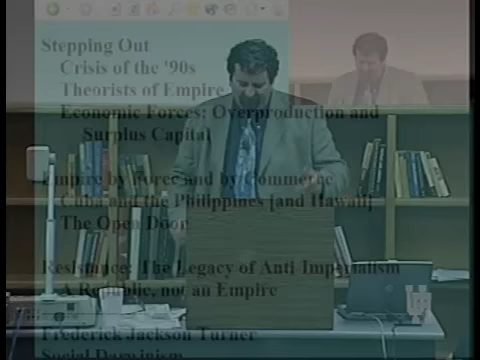 Stepping Out
Crisis of the '90s
Theorists of Empire
Economic Forces: Overproduction and
Surplus Capital
Empire by Force and by Commerce
Cuba and the Philippines [and Hawaii]
The Open Door
Resistance: The Legacy of Anti-Imperialism
A Republic, not an Empire
Frederick Jackson Turner
Social Darwinism